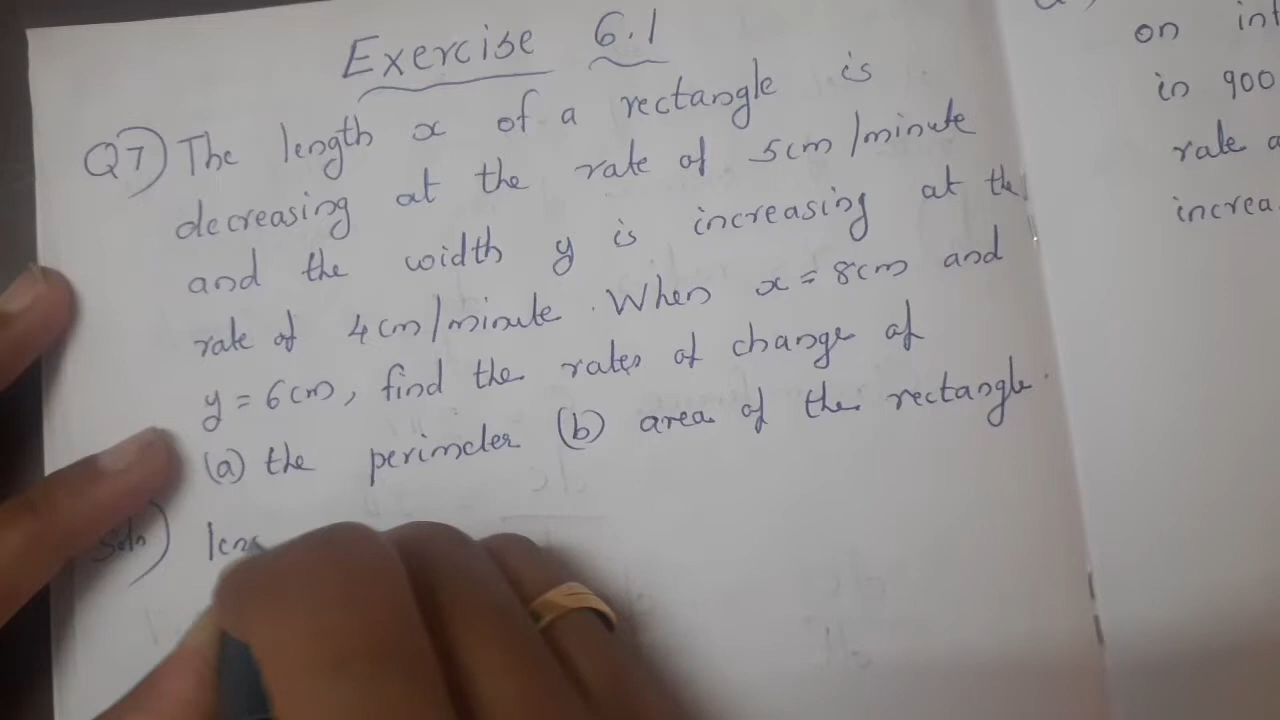 Exercise 6.1
Q7) The length x of a rectangle is
decreasing at the rate of 5cm/minute
and the width y is increasing at the
rate of 4cm/minute. When x = 8cm and
y = 6cm, find the rates of change of
(a) the perimeter (b) area of the rectangle.
Soln)
on
in 900
rate